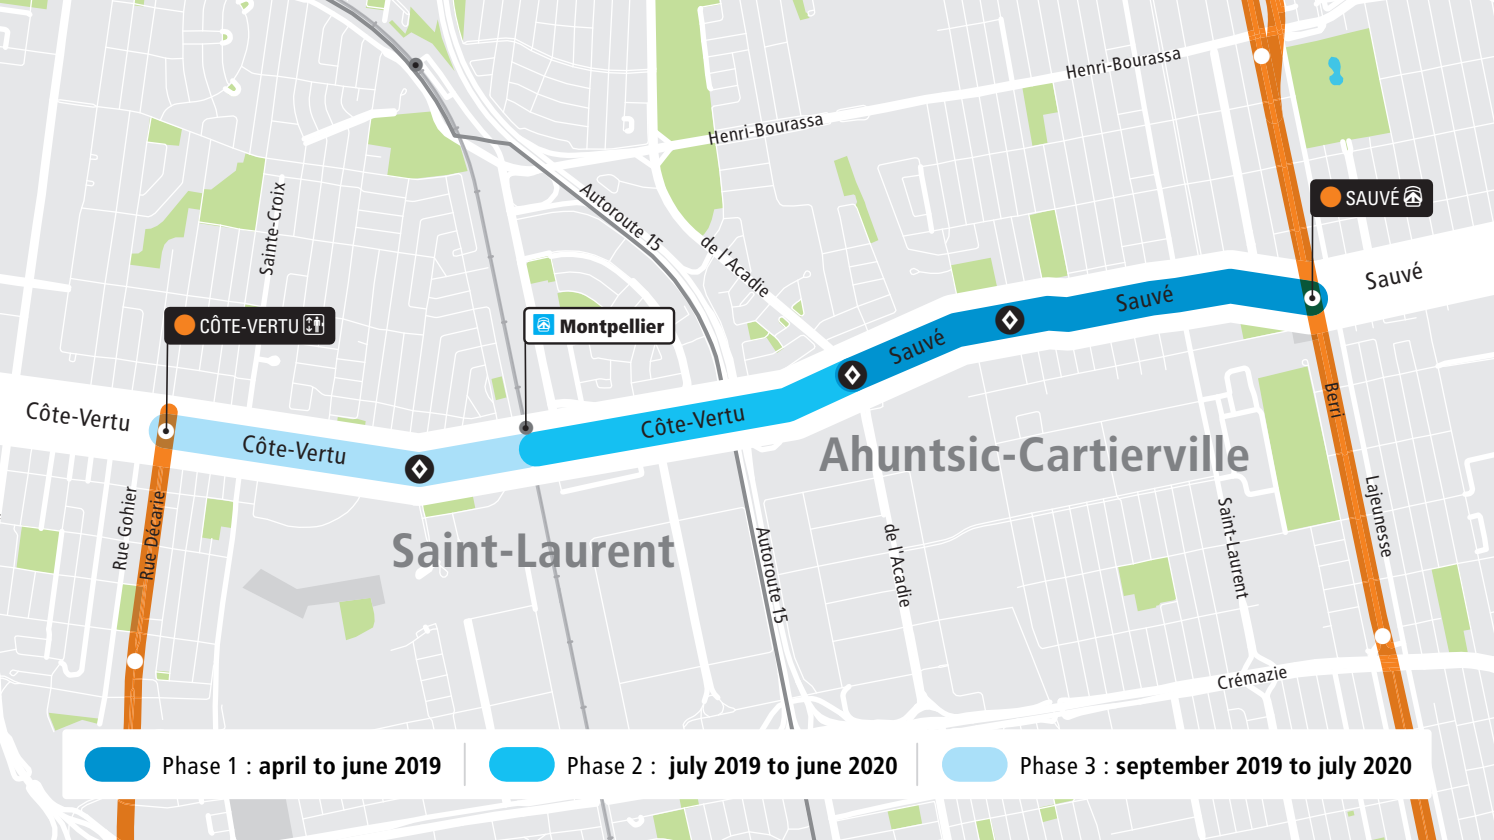 Henri-Bourassa
Henri-Bourassa
Sainte-Croix
Autoroute 15
de l'Acadie
SAUVÉ
Sauvé
Sauvé
Sauvé
CÔTE-VERTU
Montpellier
Côte-Vertu
Côte-Vertu
Côte-Vertu
Berri
Ahuntsic-Cartierville
Saint-Laurent
Rue Gohier
Rue Décarie
Autoroute 15
de l'Acadie
Saint-Laurent
Lajeunesse
Crémazie
Phase 1 : april to june 2019
Phase 2 : july 2019 to june 2020
Phase 3 : september 2019 to july 2020